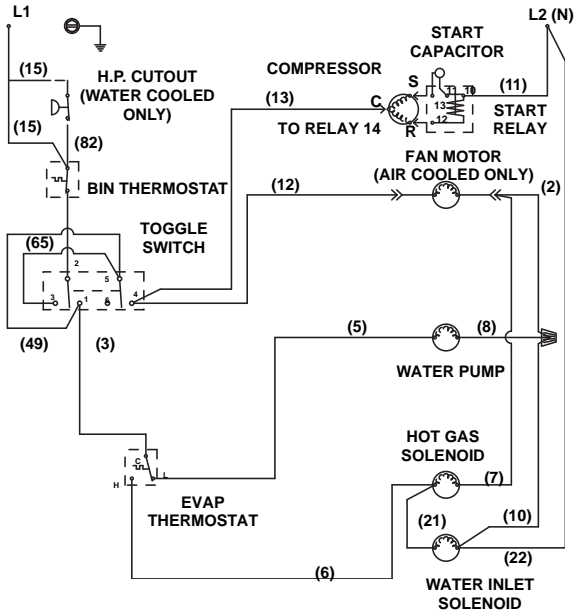 L1
L2 (N)
START
CAPACITOR
COMPRESSOR
H.P. CUTOUT
(WATER COOLED
ONLY)
(15)
S
11
10
(11)
(13)
C
13
START
RELAY
(15)
TO RELAY 14
R
12
(82)
FAN MOTOR
(AIR COOLED ONLY)
BIN THERMOSTAT
(12)
(2)
TOGGLE
SWITCH
(65)
2
5
3
1
6
4
(49)
(3)
(5)
(8)
WATER PUMP
HOT GAS
SOLENOID
C
L
H
(7)
EVAP
THERMOSTAT
(21)
(10)
(6)
(22)
WATER INLET
SOLENOID